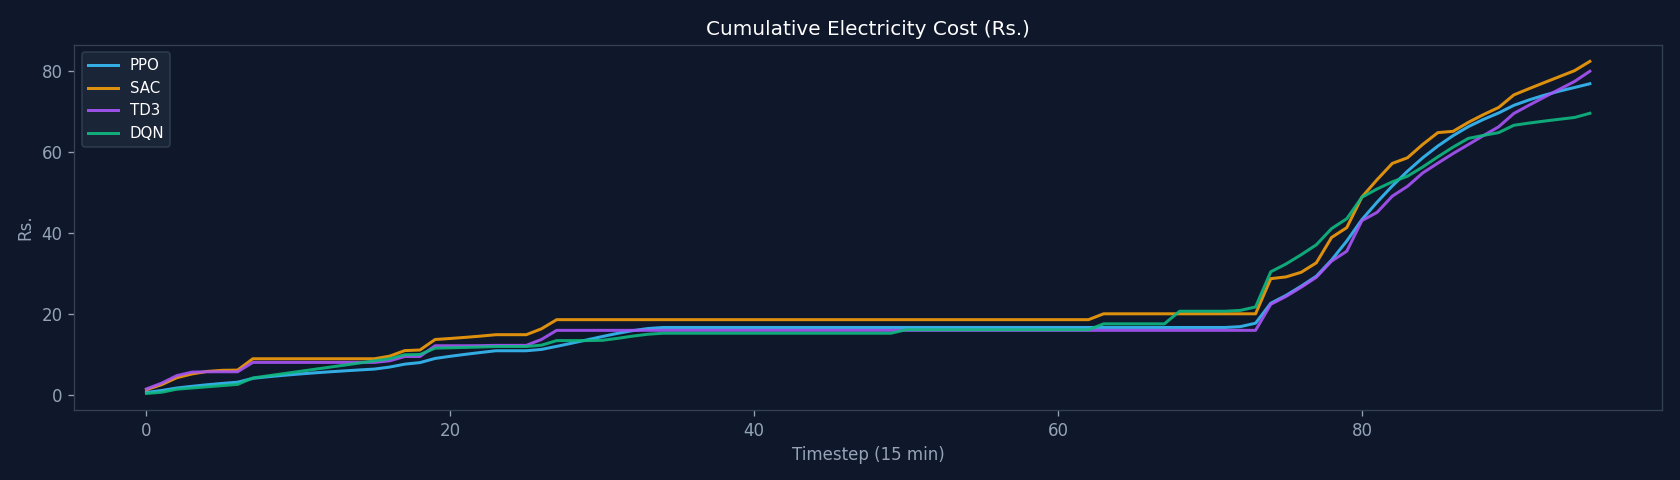 Cumulative Electricity Cost (Rs.)
PPO
SAC
TD3
DQN
80
60
40
20
0
Rs.
0 20 40 60 80
Timestep (15 min)